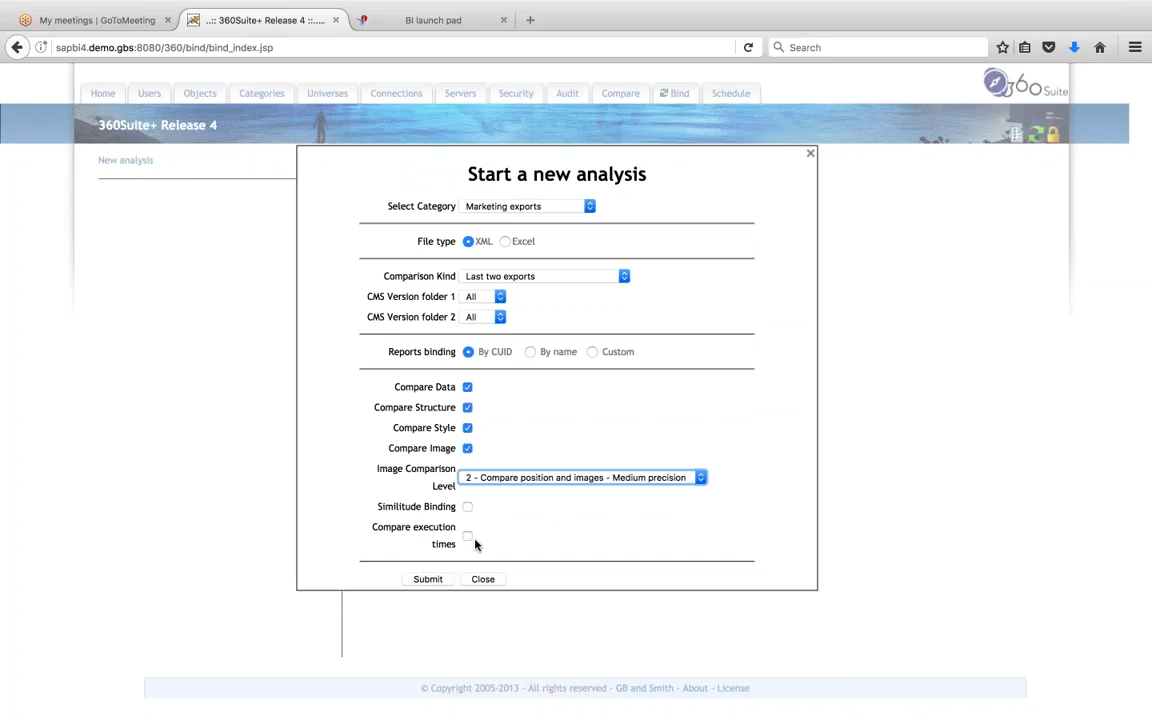 My meetings | GoToMeeting
..:: 360Suite+ Release 4 ::.…
BI launch pad
sapbi4.demo.gbs:8080/360/bind/bind_index.jsp
Search
Home Users Objects Categories Universes Connections Servers Security Audit Compare Bind Schedule
360Suite
360Suite+ Release 4
New analysis
Start a new analysis
Select Category Marketing exports
File type XML Excel
Comparison Kind Last two exports
CMS Version folder 1 All
CMS Version folder 2 All
Reports binding By CUID By name Custom
Compare Data
Compare Structure
Compare Style
Compare Image
Image Comparison
Level 2 - Compare position and images - Medium precision
Similitude Binding
Compare execution
times
Submit Close
© Copyright 2005-2013 - All rights reserved - GB and Smith - About - License